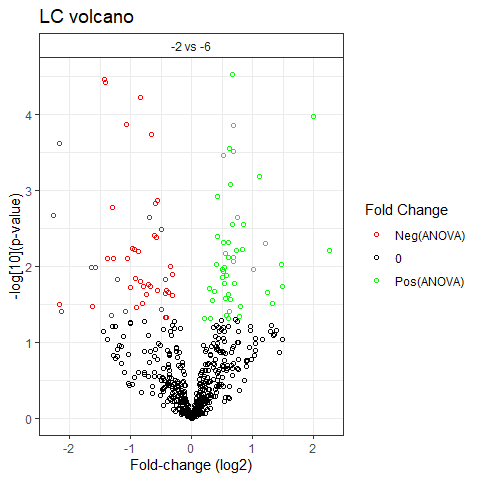 LC volcano
-2 vs -6
4
3
2
1
0
-log[10](p-value)
-2
-1
0
1
2
Fold-change (log2)
Fold Change
Neg(ANOVA)
0
Pos(ANOVA)